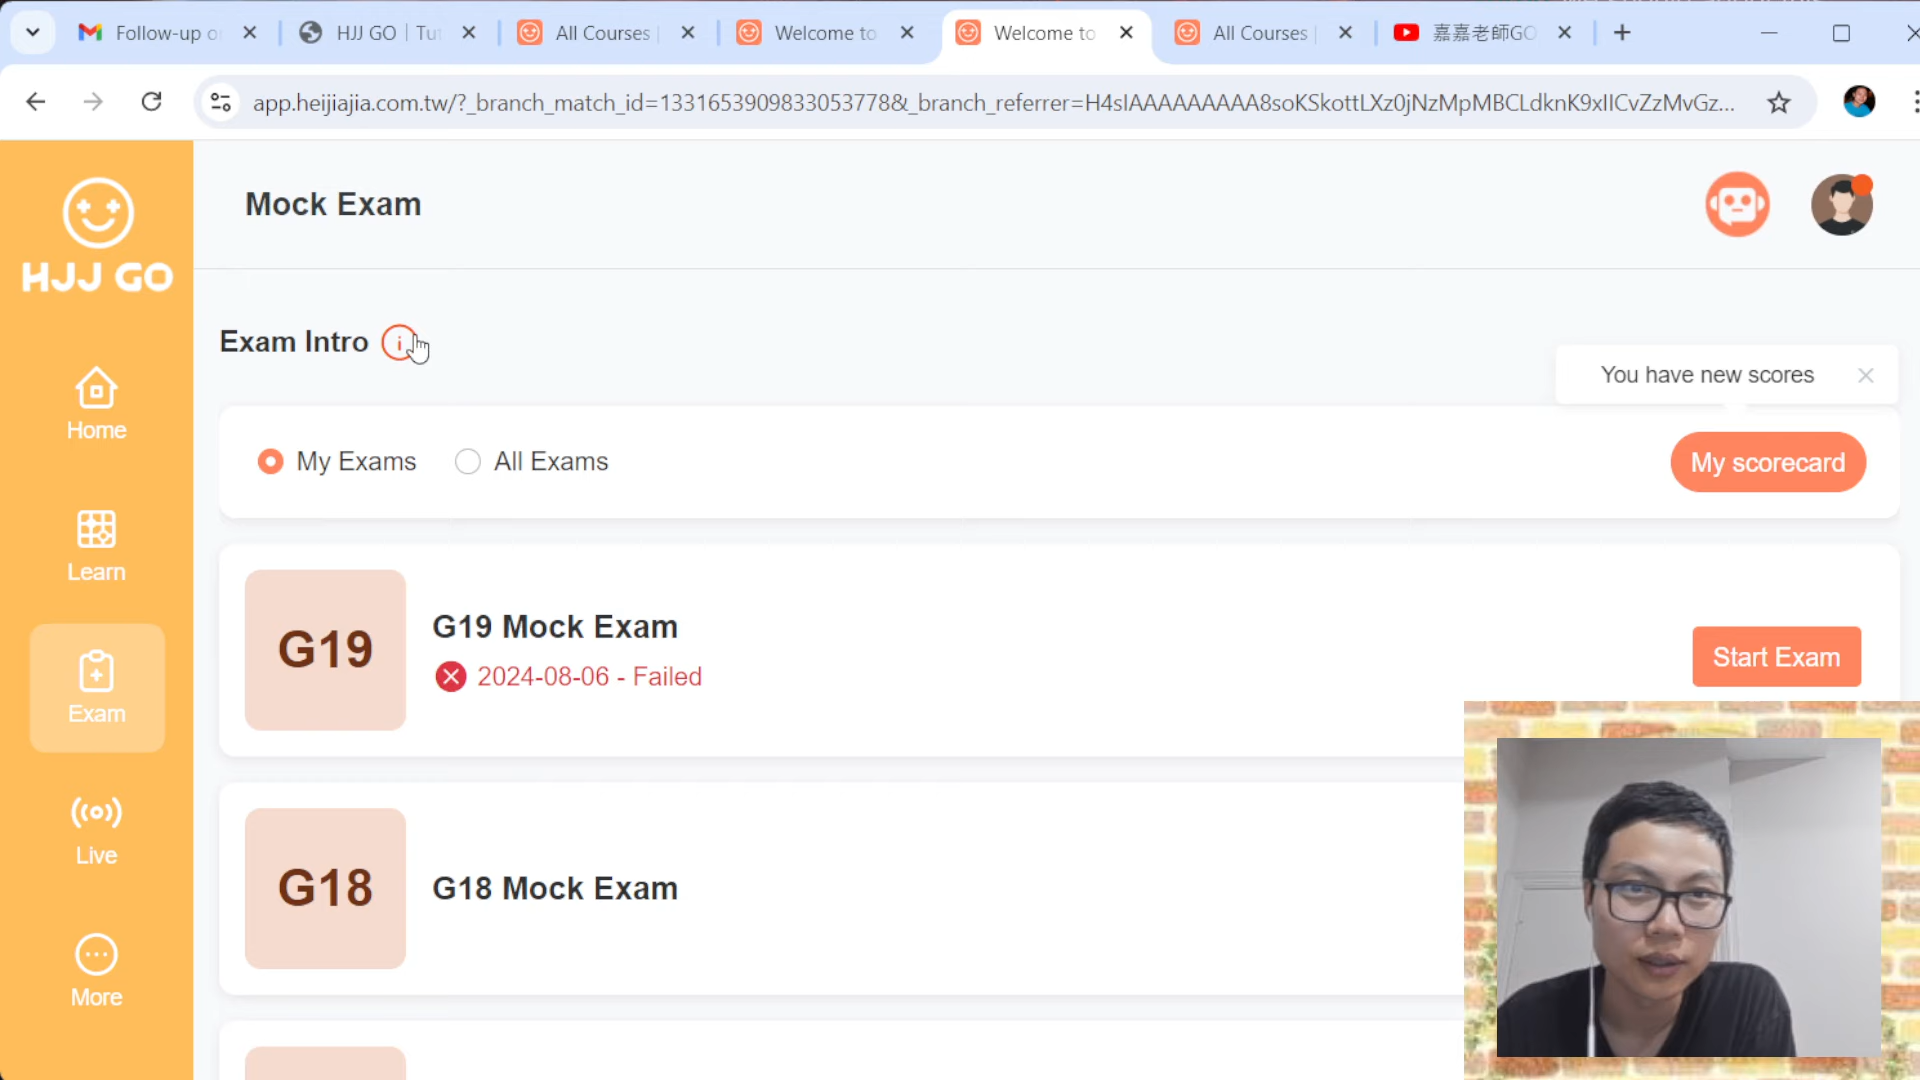 Follow-up o
HJJ GO | Tut
All Courses |
Welcome to
Welcome to
All Courses |
嘉嘉老師GO
app.heijiajia.com.tw/?_branch_match_id=1331653909833053778&_branch_referrer=H4sIAAAAAAAAA8soKSkottLXz0jNzMpMBCLdknK9xIICvZzMvGz...
HJJ GO
Mock Exam
Exam Intro
i
You have new scores
My Exams
All Exams
My scorecard
Home
Learn
Exam
Live
More
G19
G19 Mock Exam
2024-08-06 - Failed
Start Exam
G18
G18 Mock Exam